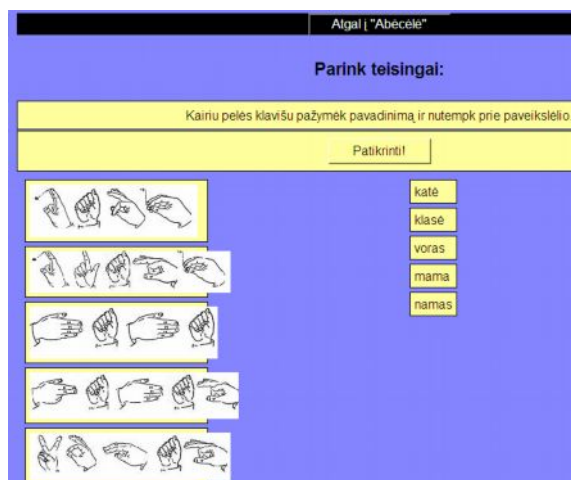 Atgal į "Abėcėlė"
Parink teisingai:
Kairiu pelės klavišu pažymėk pavadinimą ir nutempk prie paveikslėlio
Patikrinti!
katė
klasė
voras
mama
namas